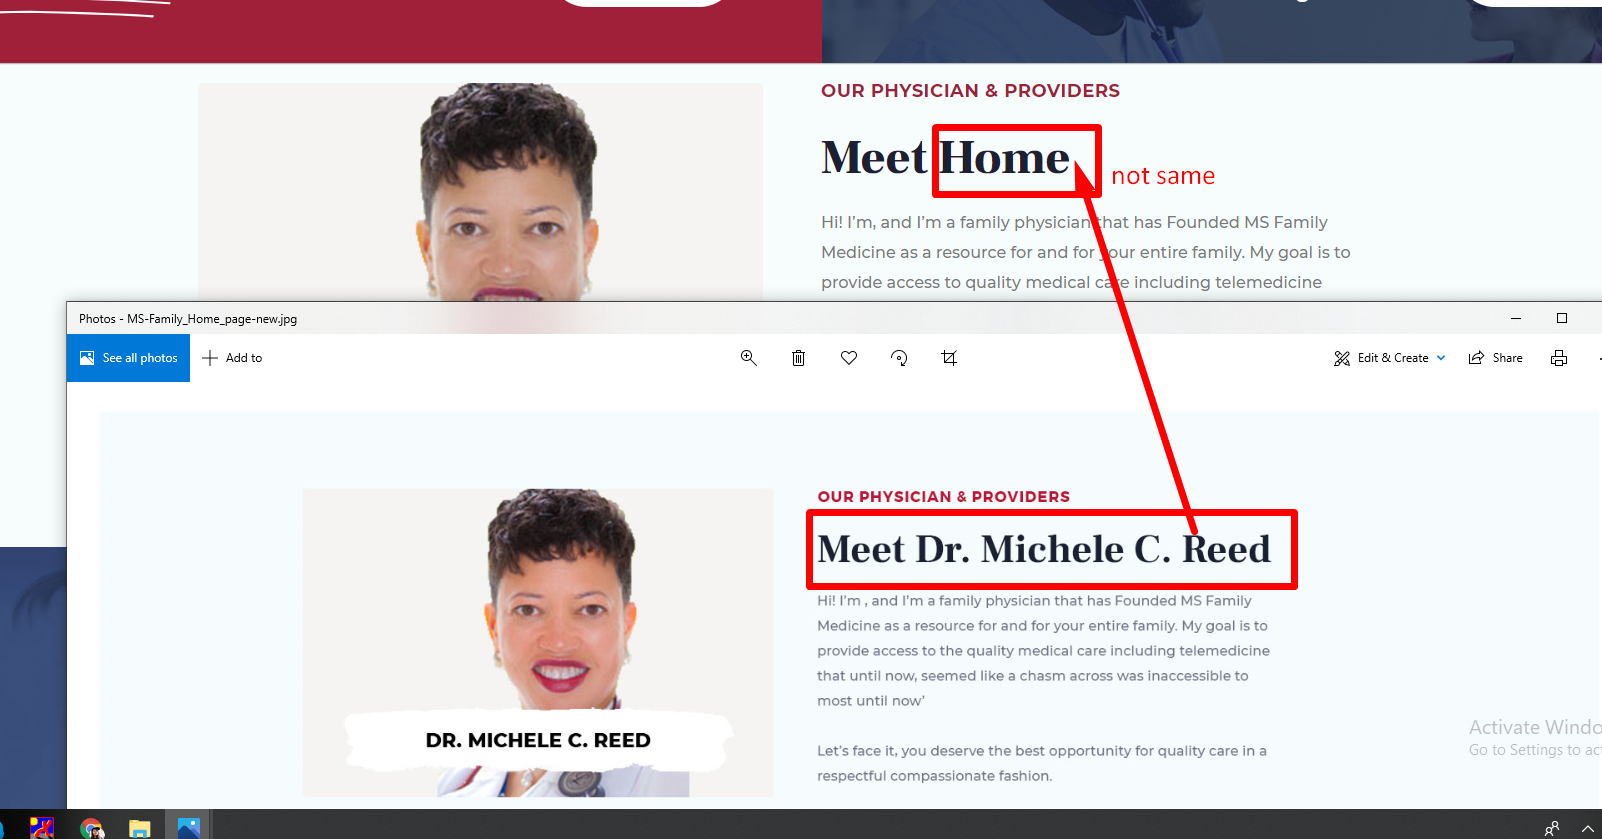 OUR PHYSICIAN & PROVIDERS
Meet Home
not same
Hi! I'm, and I'm a family physician that has Founded MS Family
Medicine as a resource for and for your entire family. My goal is to
provide access to quality medical care including telemedicine
Photos - MS-Family_Home_page-new.jpg
See all photos
Add to
Edit & Create
Share
OUR PHYSICIAN & PROVIDERS
Meet Dr. Michele C. Reed
Hi! I'm , and I'm a family physician that has Founded MS Family
Medicine as a resource for and for your entire family. My goal is to
provide access to the quality medical care including telemedicine
that until now, seemed like a chasm across was inaccessible to
most until now'
DR. MICHELE C. REED
Let's face it, you deserve the best opportunity for quality care in a
respectful compassionate fashion.
Activate Windo
Go to Settings to act